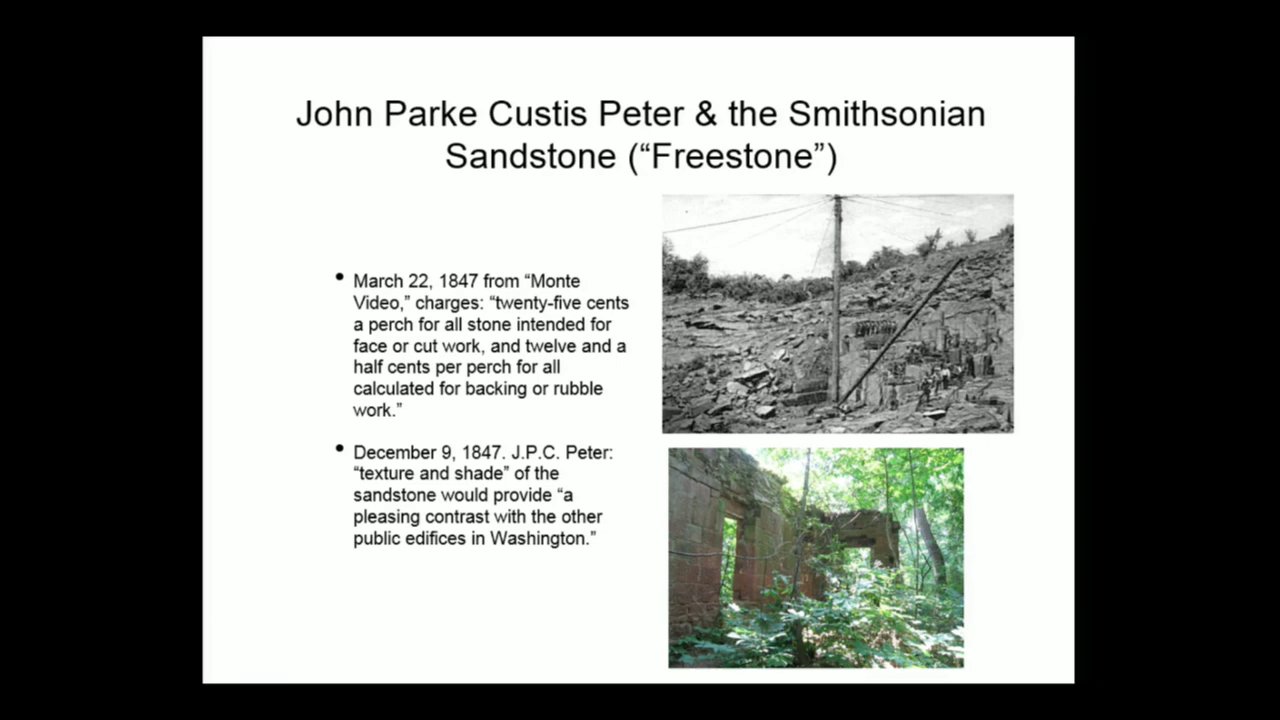 John Parke Custis Peter & the Smithsonian
Sandstone (“Freestone”)
• March 22, 1847 from “Monte
Video,” charges: “twenty-five cents
a perch for all stone intended for
face or cut work, and twelve and a
half cents per perch for all
calculated for backing or rubble
work.”
• December 9, 1847. J.P.C. Peter:
“texture and shade” of the
sandstone would provide “a
pleasing contrast with the other
public edifices in Washington.”